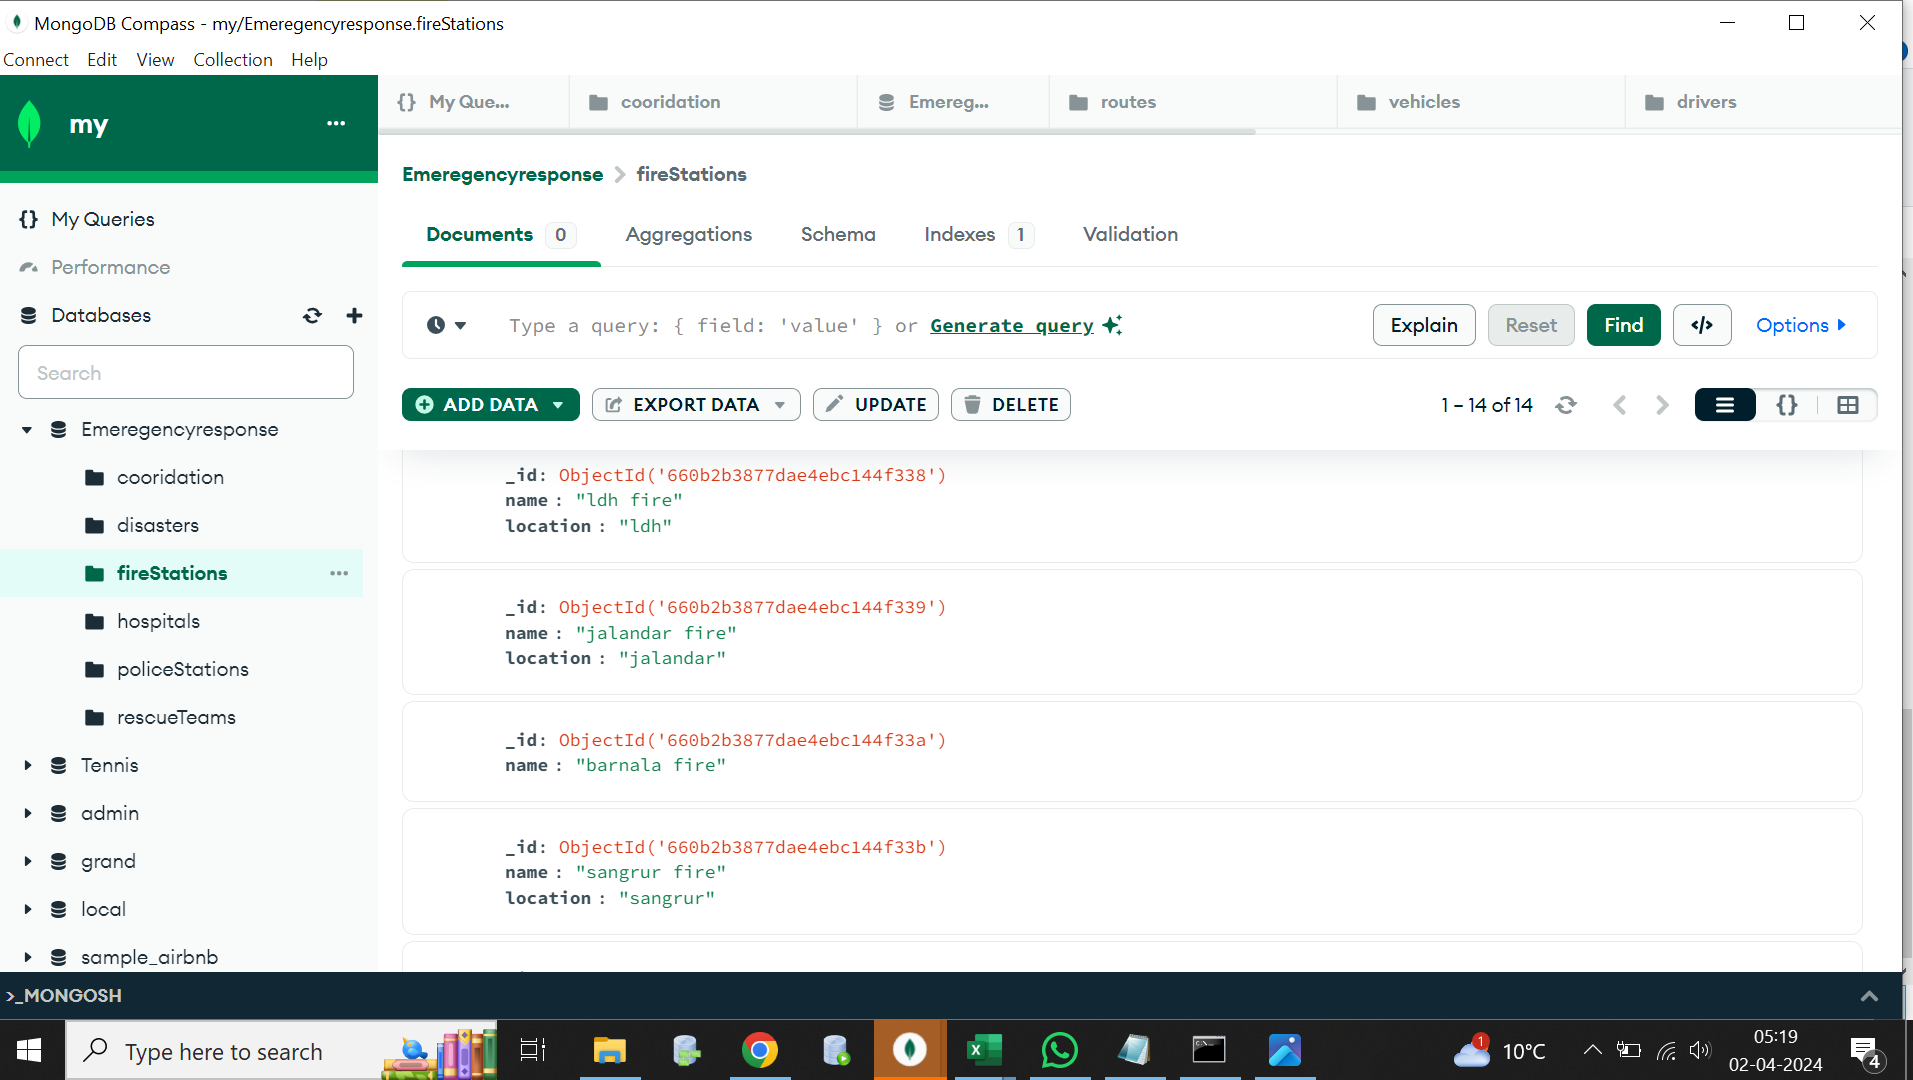 MongoDB Compass - my/Emeregencyresponse.fireStations
Connect Edit View Collection Help
my
{} My Que...
cooridation
Emereg...
routes
vehicles
drivers
My Queries
Performance
Databases
Search
Emeregencyresponse
cooridation
disasters
fireStations
hospitals
policeStations
rescueTeams
Tennis
admin
grand
local
sample_airbnb
Emeregencyresponse > fireStations
Documents 0 Aggregations Schema Indexes 1 Validation
Type a query: { field: 'value' } or Generate query
Explain Reset Find </> Options
ADD DATA EXPORT DATA UPDATE DELETE
1 – 14 of 14
_id: ObjectId('660b2b3877dae4ebc144f338')
name : "ldh fire"
location : "ldh"
_id: ObjectId('660b2b3877dae4ebc144f339')
name : "jalandar fire"
location : "jalandar"
_id: ObjectId('660b2b3877dae4ebc144f33a')
name : "barnala fire"
_id: ObjectId('660b2b3877dae4ebc144f33b')
name : "sangrur fire"
location : "sangrur"
>_MONGOSH
Type here to search
1
10°C
05:19
02-04-2024
4